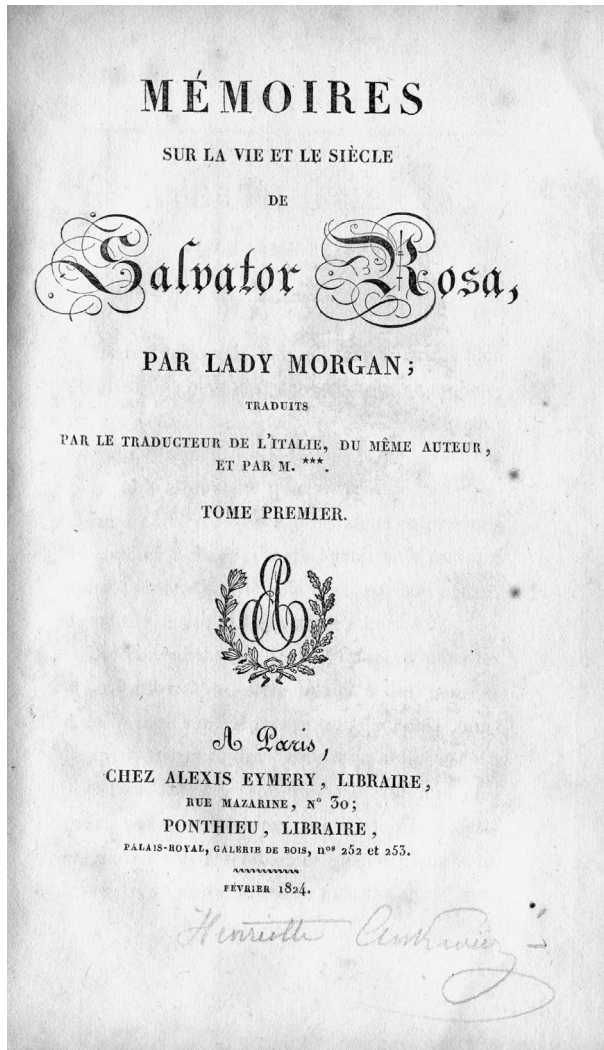 MÉMOIRES
SUR LA VIE ET LE SIÈCLE
DE
Salvator Rosa,
PAR LADY MORGAN;
TRADUITS
PAR LE TRADUCTEUR DE L'ITALIE, DU MÊME AUTEUR,
ET PAR M. ***.
TOME PREMIER.
AE
A Paris,
CHEZ ALEXIS EYMERY, LIBRAIRE,
RUE MAZARINE, N° 30;
PONTHIEU, LIBRAIRE,
PALAIS-ROYAL, GALERIE DE BOIS, nos 252 et 253.
FÉVRIER 1824.
Henriette